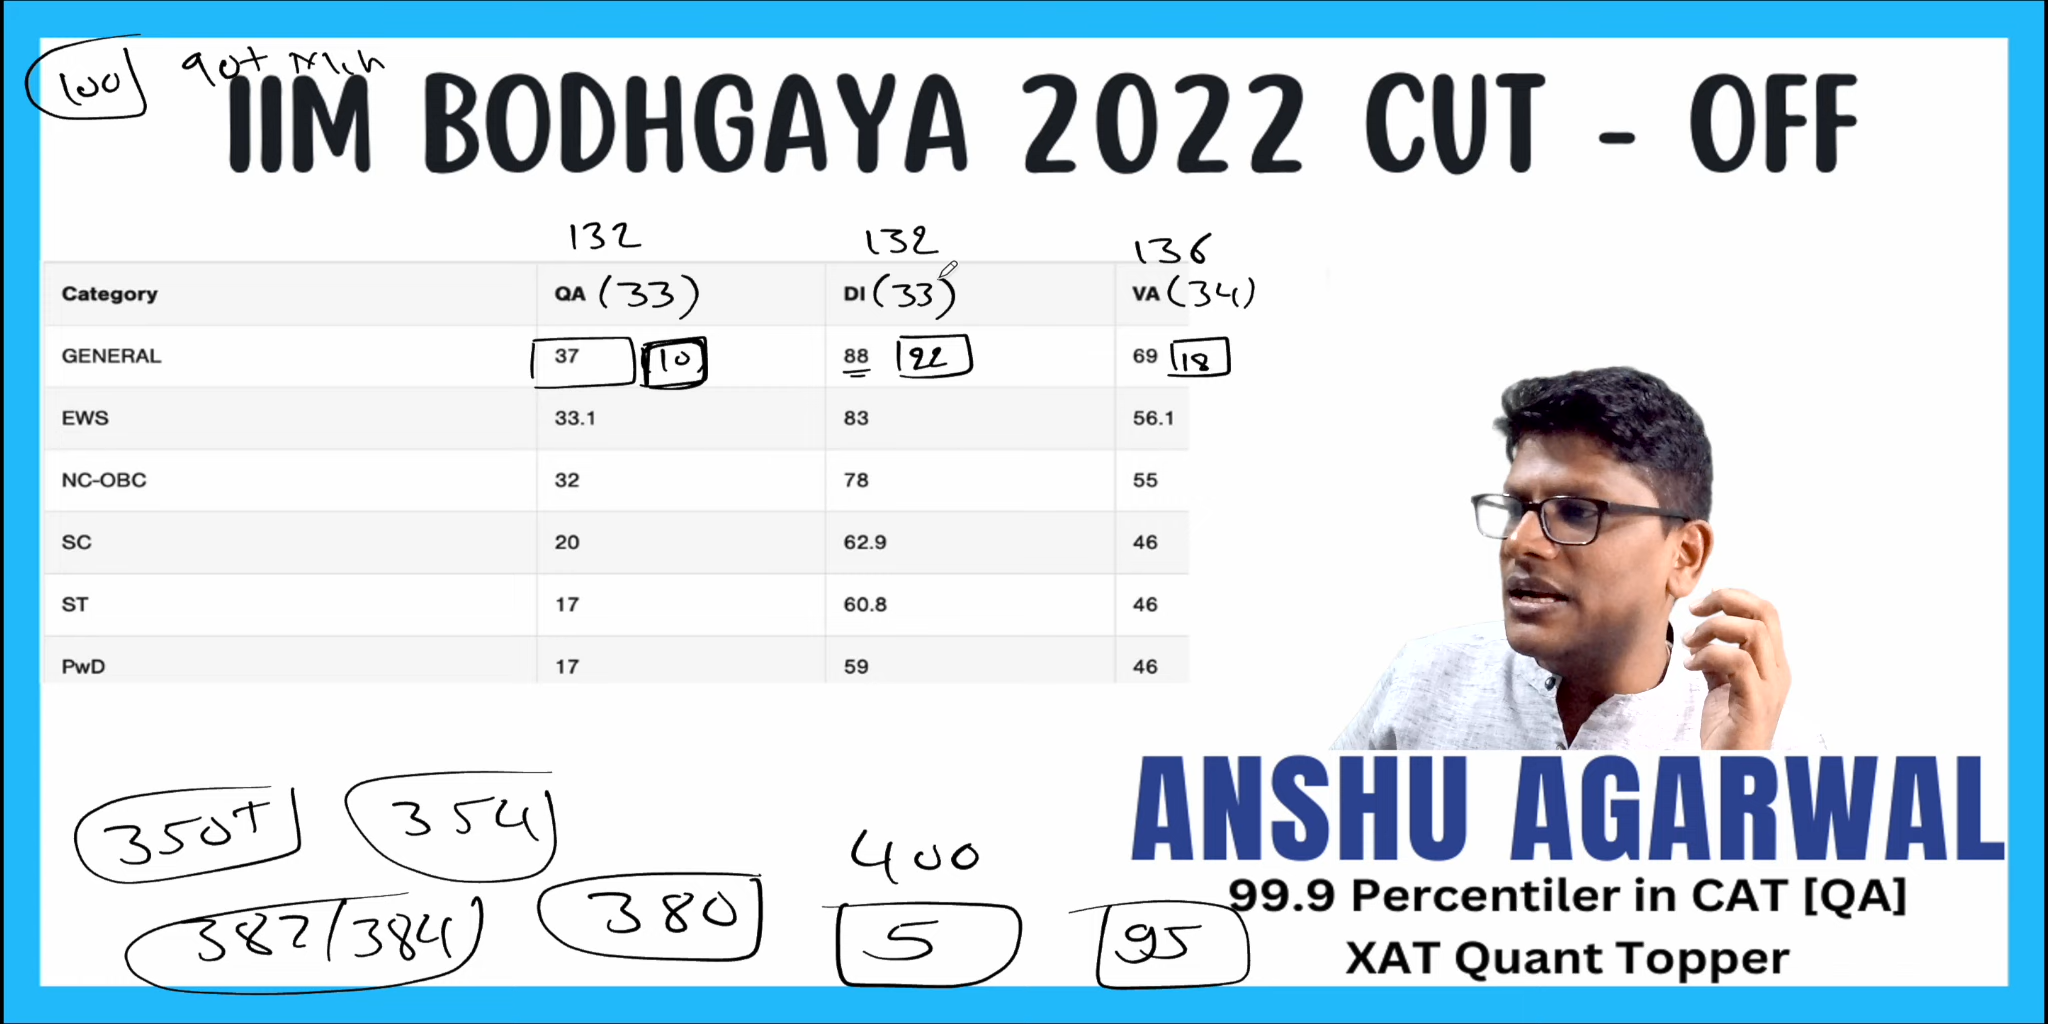 100 90+
IIM BODHGAYA 2022 CUT - OFF
132 132 136
Category QA (33) DI (33) VA (34)
GENERAL 37 10 88 22 69 18
EWS 33.1 83 56.1
NC-OBC 32 78 55
SC 20 62.9 46
ST 17 60.8 46
PwD 17 59 46
350+ 354 400
382/384 380 5 95
ANSHU AGARWAL
99.9 Percentiler in CAT [QA]
XAT Quant Topper